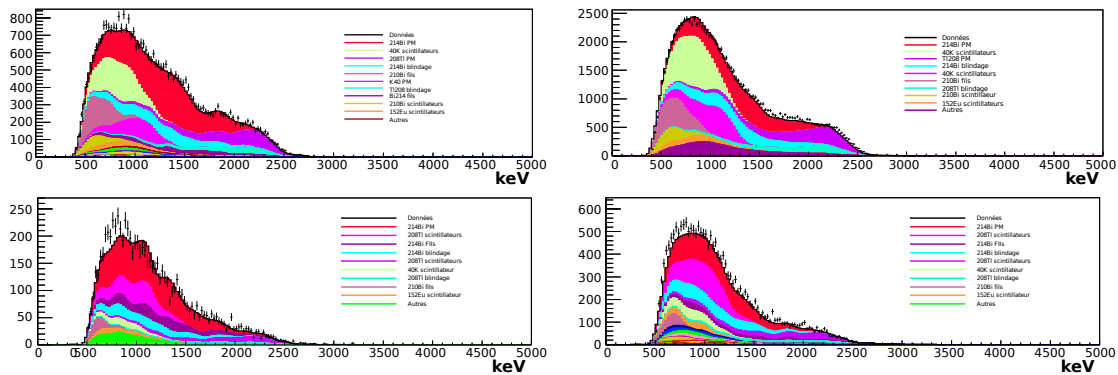 800
700
600
500
400
300
200
100
0
0 500 1000 1500 2000 2500 3000 3500 4000 4500 5000
keV
Données
214Bi PM
40K scintillateurs
208Tl PM
214Bi blindage
210Bi fils
K40 PM
Tl208 blindage
Bi214 fils
210Bi scintillateurs
152Eu scintillateurs
Autres
2500
2000
1500
1000
500
0
0 500 1000 1500 2000 2500 3000 3500 4000 4500 5000
keV
Données
214Bi PM
40K scintillateurs
Tl208 PM
214Bi blindage
40K scintillateurs
210Bi fils
208Tl blindage
210Bi scintillaeur
152Eu scintillateurs
Autres
250
200
150
100
50
0
0 500 1000 1500 2000 2500 3000 3500 4000 4500 5000
keV
Données
214Bi PM
208Tl scintillateurs
214Bi Fils
214Bi blindage
208Tl scintillateurs
40K scintillateur
208Tl blindage
210Bi fils
152Eu scintillateur
Autres
600
500
400
300
200
100
0
0 500 1000 1500 2000 2500 3000 3500 4000 4500 5000
keV
Données
214Bi PM
208Tl scintillateurs
214Bi Fils
214Bi blindage
208Tl scintillateurs
40K scintillateur
208Tl blindage
210Bi fils
152Eu scintillateur
Autres